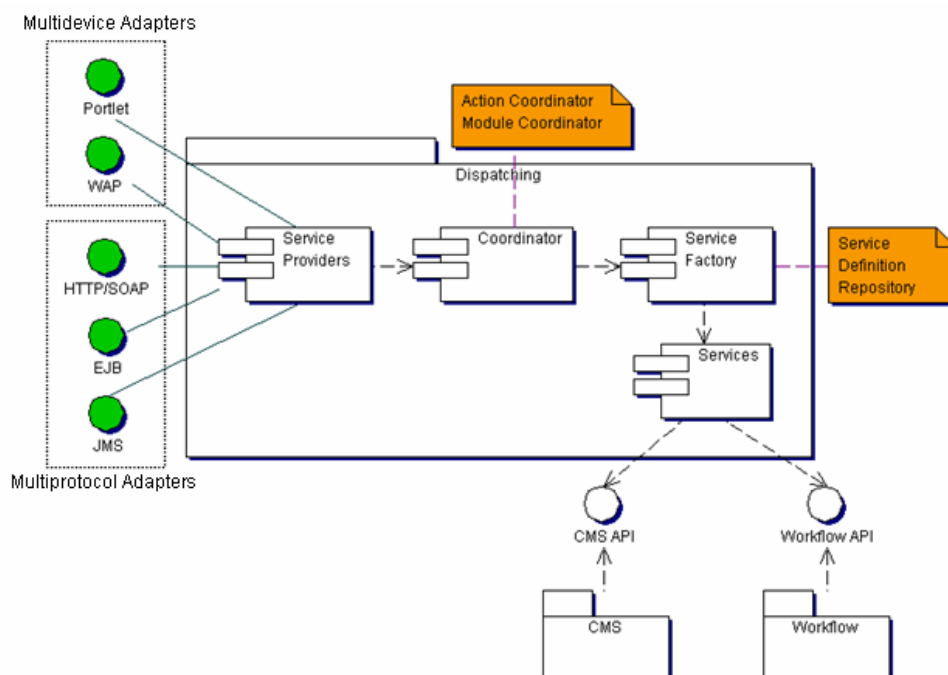 Multidevice Adapters
Portlet
WAP
HTTP/SOAP
EJB
JMS
Multiprotocol Adapters
Action Coordinator
Module Coordinator
Dispatching
Service
Providers
Coordinator
Service
Factory
Service
Definition
Repository
Services
CMS API
Workflow API
CMS
Workflow